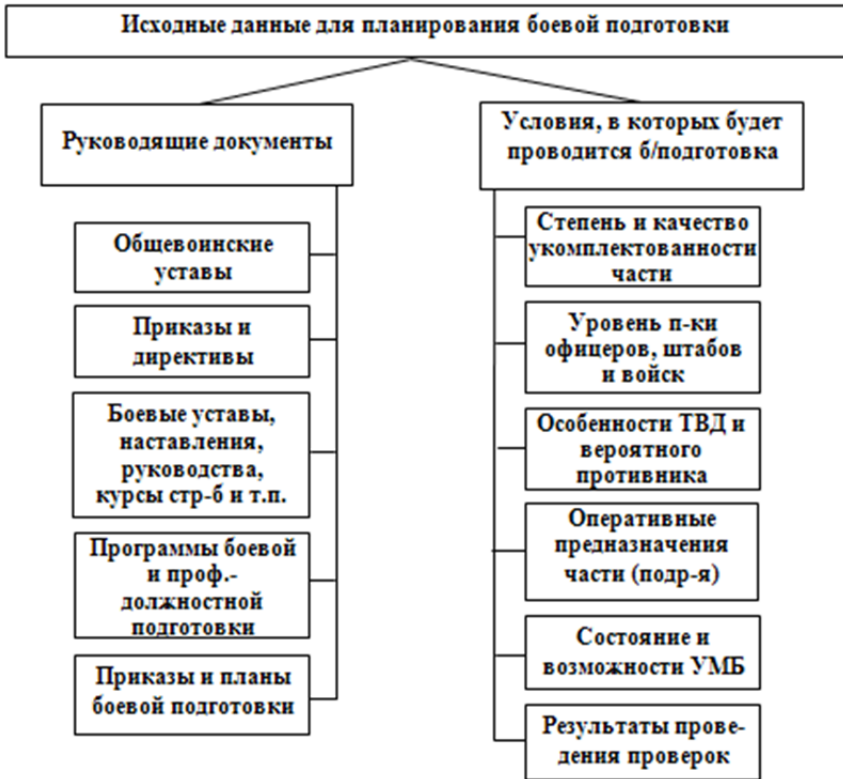 Исходные данные для планирования боевой подготовки
Руководящие документы
Общевоинские
уставы
Приказы и
директивы
Боевые уставы,
наставления,
руководства,
курсы стр-б и т.п.
Программы боевой
и проф.-
должностной
подготовки
Приказы и планы
боевой подготовки
Условия, в которых будет
проводится б/подготовка
Степень и качество
укомплектованности
части
Уровень п-ки
офицеров, штабов
и войск
Особенности ТВД и
вероятного
противника
Оперативные
предназначения
части (подр-я)
Состояние и
возможности УМБ
Результаты прове-
дения проверок